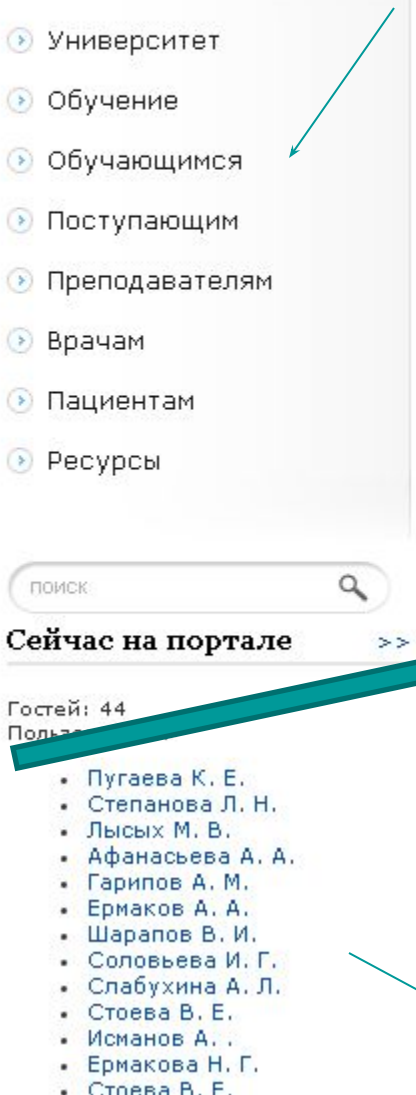 Университет
Обучение
Обучающимся
Поступающим
Преподавателям
Врачам
Пациентам
Ресурсы
поиск
Сейчас на портале >>
Гостей: 44
Пугаева К. Е.
Степанова Л. Н.
Лысых М. В.
Афанасьева А. А.
Гарипов А. М.
Ермаков А. А.
Шарапов В. И.
Соловьева И. Г.
Слабухина А. Л.
Стоева В. Е.
Исманов А. .
Ермакова Н. Г.
Стоева В. Е.